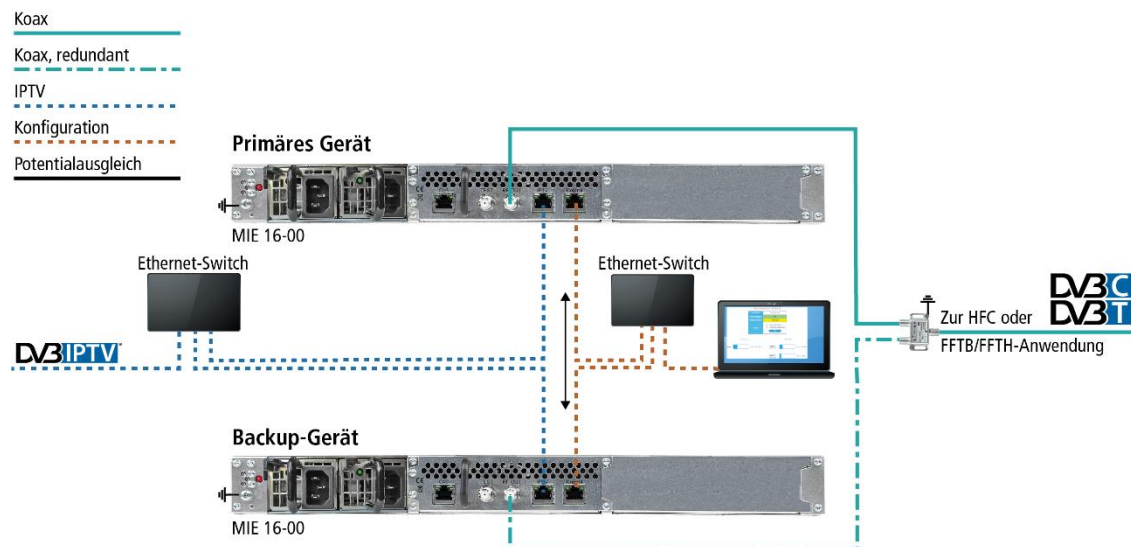 Koax
Koax, redundant
IPTV
Konfiguration
Potentialausgleich
Primäres Gerät
MIE 16-00
Ethernet-Switch
Ethernet-Switch
DVB IPTV
DVB C
DVB T
Zur HFC oder
FFTB/FFTH-Anwendung
Backup-Gerät
MIE 16-00